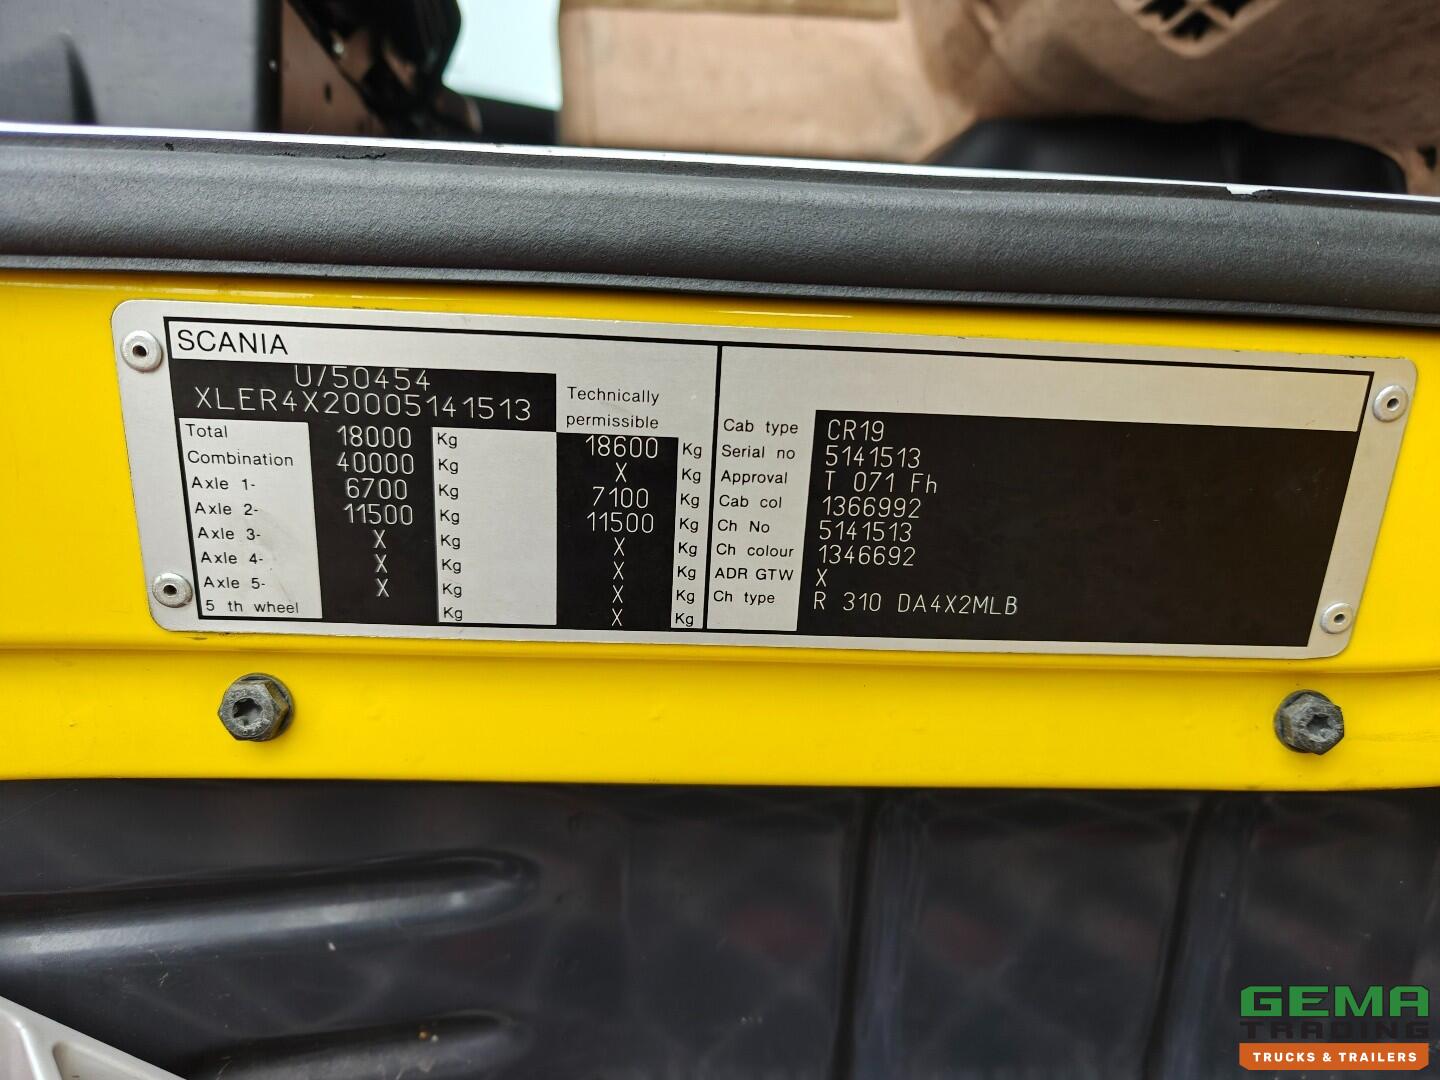 SCANIA
U/50454
XLER4X20005141513
Technically
permissible
Total 18000 Kg 18600 Kg
Combination 40000 Kg X Kg
Axle 1- 6700 Kg 7100 Kg
Axle 2- 11500 Kg 11500 Kg
Axle 3- X Kg X Kg
Axle 4- X Kg X Kg
Axle 5- X Kg X Kg
5 th wheel Kg X Kg
Cab type CR19
Serial no 5141513
Approval T 071 Fh
Cab col 1366992
Ch No 5141513
Ch colour 1346692
ADR GTW X
Ch type R 310 DA4X2MLB
GEMA
TRADING
TRUCKS & TRAILERS